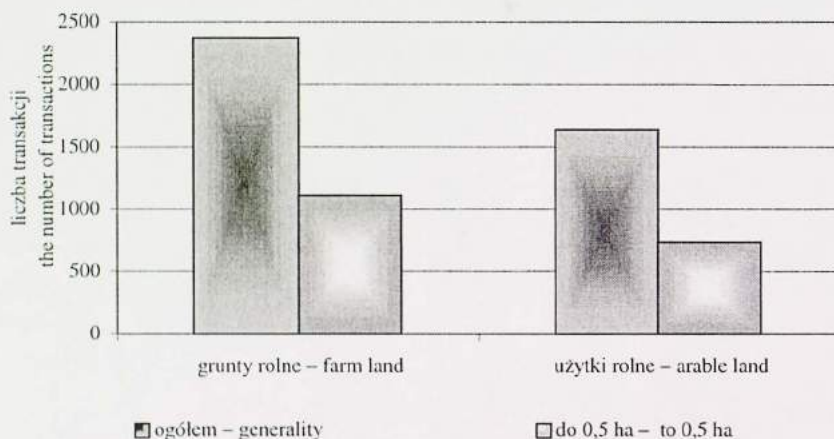 liczba transakcji
the number of transactions
2500
2000
1500
1000
500
0
grunty rolne – farm land
użytki rolne – arable land
ogółem – generality
do 0,5 ha – to 0,5 ha